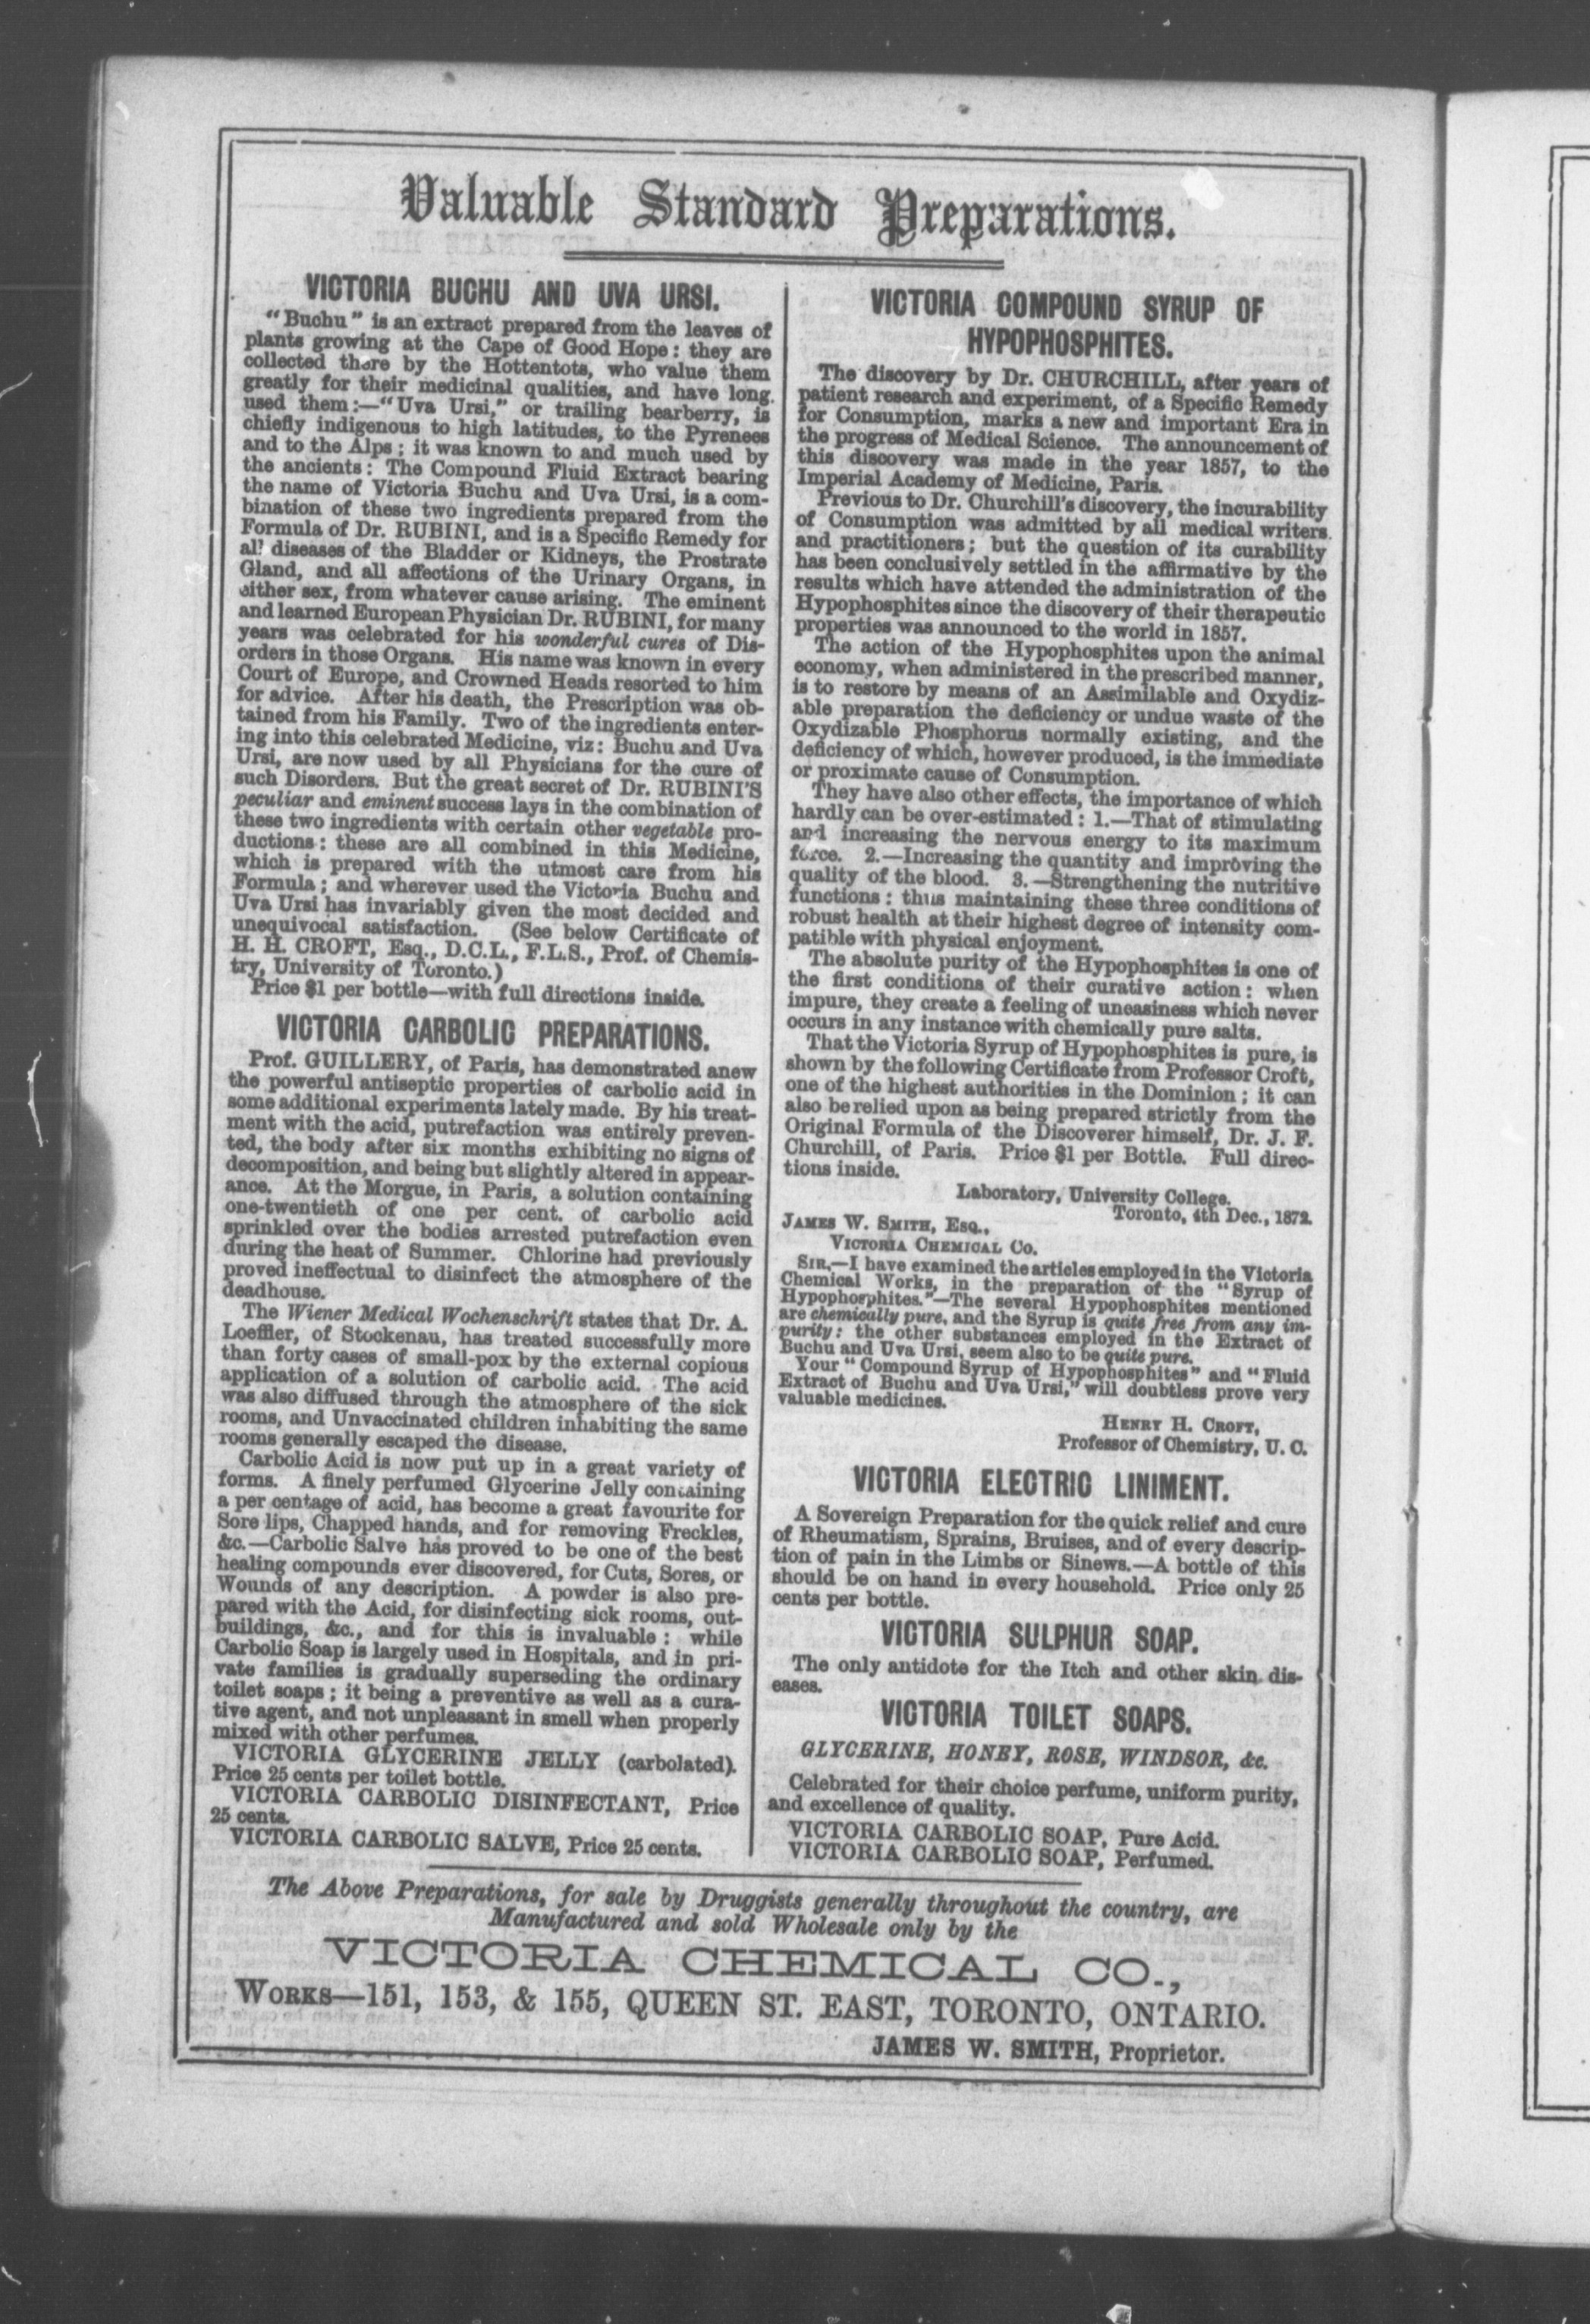 Valuable Standard Preparations.
VICTORIA BUCHU AND UVA URSI.
"Buchu" is an extract prepared from the leaves of
plants growing at the Cape of Good Hope: they are
collected there by the Hottentots, who value them
greatly for their medicinal qualities, and have long
used them:—"Uva Ursi," or trailing bearberry, is
chiefly indigenous to high latitudes, to the Pyrenees
and to the Alps; it was known to and much used by
the ancients: The Compound Fluid Extract bearing
the name of Victoria Buchu and Uva Ursi, is a com-
bination of these two ingredients prepared from the
Formula of Dr. RUBINI, and is a Specific Remedy for
all diseases of the Bladder or Kidneys, the Prostrate
Gland, and all affections of the Urinary Organs, in
either sex, from whatever cause arising. The eminent
and learned European Physician Dr. RUBINI, for many
years was celebrated for his wonderful cures of Dis-
orders in those Organs. His name was known in every
Court of Europe, and Crowned Heads resorted to him
for advice. After his death, the Prescription was ob-
tained from his Family. Two of the ingredients enter-
ing into this celebrated Medicine, viz: Buchu and Uva
Ursi, are now used by all Physicians for the cure of
such Disorders. But the great secret of Dr. RUBINI'S
peculiar and eminent success lays in the combination of
these two ingredients with certain other vegetable pro-
ductions: these are all combined in this Medicine,
which is prepared with the utmost care from his
Formula; and wherever used the Victoria Buchu and
Uva Ursi has invariably given the most decided and
unequivocal satisfaction. (See below Certificate of
H. H. CROFT, Esq., D.C.L., F.L.S., Prof. of Chemis-
try, University of Toronto.)
Price $1 per bottle—with full directions inside.
VICTORIA CARBOLIC PREPARATIONS.
Prof. GUILLERY, of Paris, has demonstrated anew
the powerful antiseptic properties of carbolic acid in
some additional experiments lately made. By his treat-
ment with the acid, putrefaction was entirely preven-
ted, the body after six months exhibiting no signs of
decomposition, and being but slightly altered in appear-
ance. At the Morgue, in Paris, a solution containing
one-twentieth of one per cent. of carbolic acid
sprinkled over the bodies arrested putrefaction even
during the heat of Summer. Chlorine had previously
proved ineffectual to disinfect the atmosphere of the
deadhouse.
The Wiener Medical Wochenschrift states that Dr. A.
Loeffler, of Stockenau, has treated successfully more
than forty cases of small-pox by the external copious
application of a solution of carbolic acid. The acid
was also diffused through the atmosphere of the sick
rooms, and Unvaccinated children inhabiting the same
rooms generally escaped the disease.
Carbolic Acid is now put up in a great variety of
forms. A finely perfumed Glycerine Jelly containing
a per centage of acid, has become a great favourite for
Sore lips, Chapped hands, and for removing Freckles,
&c.—Carbolic Salve has proved to be one of the best
healing compounds ever discovered, for Cuts, Sores, or
Wounds of any description. A powder is also pre-
pared with the Acid, for disinfecting sick rooms, out-
buildings, &c., and for this is invaluable: while
Carbolic Soap is largely used in Hospitals, and in pri-
vate families is gradually superseding the ordinary
toilet soaps; it being a preventive as well as a cura-
tive agent, and not unpleasant in smell when properly
mixed with other perfumes.
VICTORIA GLYCERINE JELLY (carbolated).
Price 25 cents per toilet bottle.
VICTORIA CARBOLIC DISINFECTANT, Price
25 cents.
VICTORIA CARBOLIC SALVE, Price 25 cents.
VICTORIA COMPOUND SYRUP OF
HYPOPHOSPHITES.
The discovery by Dr. CHURCHILL, after years of
patient research and experiment, of a Specific Remedy
for Consumption, marks a new and important Era in
the progress of Medical Science. The announcement of
this discovery was made in the year 1857, to the
Imperial Academy of Medicine, Paris.
Previous to Dr. Churchill's discovery, the incurability
of Consumption was admitted by all medical writers
and practitioners; but the question of its curability
has been conclusively settled in the affirmative by the
results which have attended the administration of the
Hypophosphites since the discovery of their therapeutic
properties was announced to the world in 1857.
The action of the Hypophosphites upon the animal
economy, when administered in the prescribed manner,
is to restore by means of an Assimilable and Oxydiz-
able preparation the deficiency or undue waste of the
Oxydizable Phosphorus normally existing, and the
deficiency of which, however produced, is the immediate
or proximate cause of Consumption.
They have also other effects, the importance of which
hardly can be over-estimated: 1.—That of stimulating
and increasing the nervous energy to its maximum
force. 2.—Increasing the quantity and improving the
quality of the blood. 3.—Strengthening the nutritive
functions: thus maintaining these three conditions of
robust health at their highest degree of intensity com-
patible with physical enjoyment.
The absolute purity of the Hypophosphites is one of
the first conditions of their curative action: when
impure, they create a feeling of uneasiness which never
occurs in any instance with chemically pure salts.
That the Victoria Syrup of Hypophosphites is pure, is
shown by the following Certificate from Professor Croft,
one of the highest authorities in the Dominion; it can
also be relied upon as being prepared strictly from the
Original Formula of the Discoverer himself, Dr. J. F.
Churchill, of Paris. Price $1 per Bottle. Full direc-
tions inside.
Laboratory, University College.
Toronto, 4th Dec., 1872.
JAMES W. SMITH, ESQ.,
VICTORIA CHEMICAL CO.
SIR,—I have examined the articles employed in the Victoria
Chemical Works, in the preparation of the "Syrup of
Hypophosphites."—The several Hypophosphites mentioned
are chemically pure, and the Syrup is quite free from any im-
purity: the other substances employed in the Extract of
Buchu and Uva Ursi, seem also to be quite pure.
Your "Compound Syrup of Hypophosphites" and "Fluid
Extract of Buchu and Uva Ursi," will doubtless prove very
valuable medicines.
HENRY H. CROFT,
Professor of Chemistry, U. C.
VICTORIA ELECTRIC LINIMENT.
A Sovereign Preparation for the quick relief and cure
of Rheumatism, Sprains, Bruises, and of every descrip-
tion of pain in the Limbs or Sinews.—A bottle of this
should be on hand in every household. Price only 25
cents per bottle.
VICTORIA SULPHUR SOAP.
The only antidote for the Itch and other skin dis-
eases.
VICTORIA TOILET SOAPS.
GLYCERINE, HONEY, ROSE, WINDSOR, &c.
Celebrated for their choice perfume, uniform purity,
and excellence of quality.
VICTORIA CARBOLIC SOAP, Pure Acid.
VICTORIA CARBOLIC SOAP, Perfumed.
The Above Preparations, for sale by Druggists generally throughout the country, are
Manufactured and sold Wholesale only by the
VICTORIA CHEMICAL CO.,
WORKS—151, 153, & 155, QUEEN ST. EAST, TORONTO, ONTARIO.
JAMES W. SMITH, Proprietor.